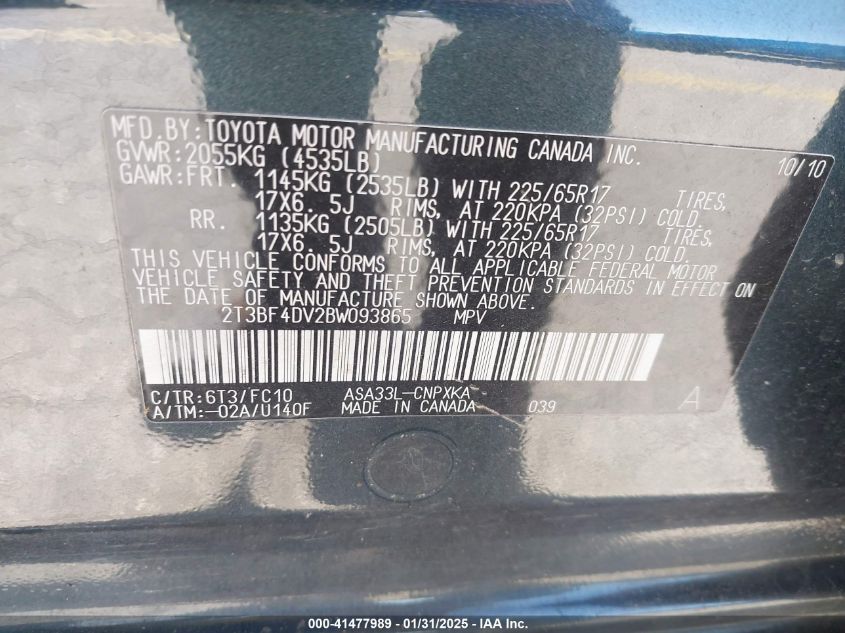 MFD.BY:TOYOTA MOTOR MANUFACTURING CANADA INC.
GVWR:2055KG (4535LB) 10/10
GAWR:FRT. 1145KG (2535LB) WITH 225/65R17 TIRES,
17X6. 5J RIMS, AT 220KPA (32PSI) COLD.
RR. 1135KG (2505LB) WITH 225/65R17 TIRES,
17X6. 5J RIMS, AT 220KPA (32PSI) COLD.
THIS VEHICLE CONFORMS TO ALL APPLICABLE FEDERAL MOTOR
VEHICLE SAFETY AND THEFT PREVENTION STANDARDS IN EFFECT ON
THE DATE OF MANUFACTURE SHOWN ABOVE.
2T3BF4DV2BW093865 MPV
C/TR:6T3/FC10 ASA33L-CNPXKA
A/TM:-02A/U140F MADE IN CANADA 039 A
000-41477989 - 01/31/2025 - IAA Inc.